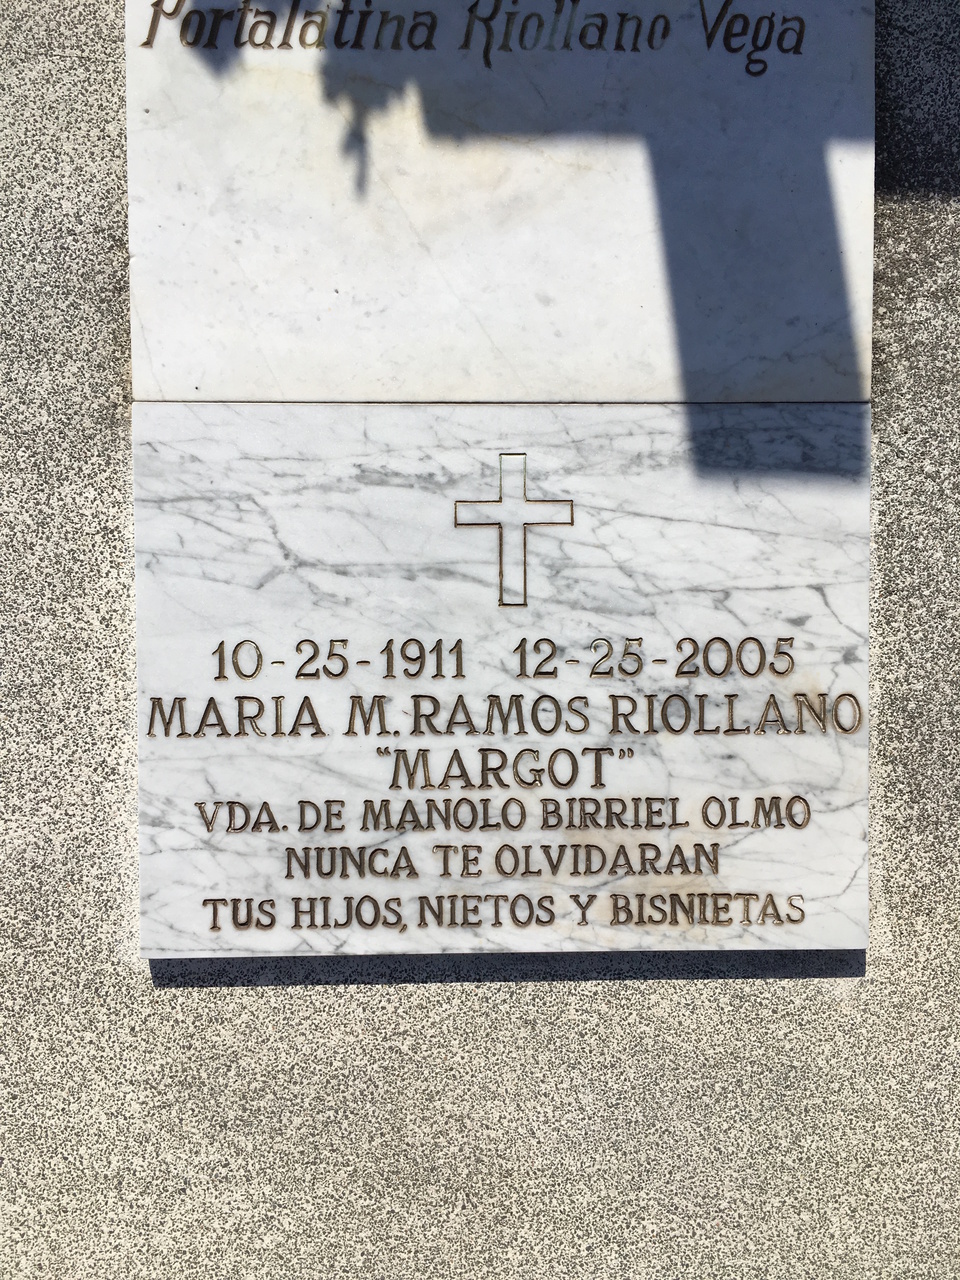 Portalatina Riollano Vega
10-25-1911 12-25-2005
MARIA M. RAMOS RIOLLANO
"MARGOT"
VDA. DE MANOLO BIRRIEL OLMO
NUNCA TE OLVIDARAN
TUS HIJOS, NIETOS Y BISNIETAS